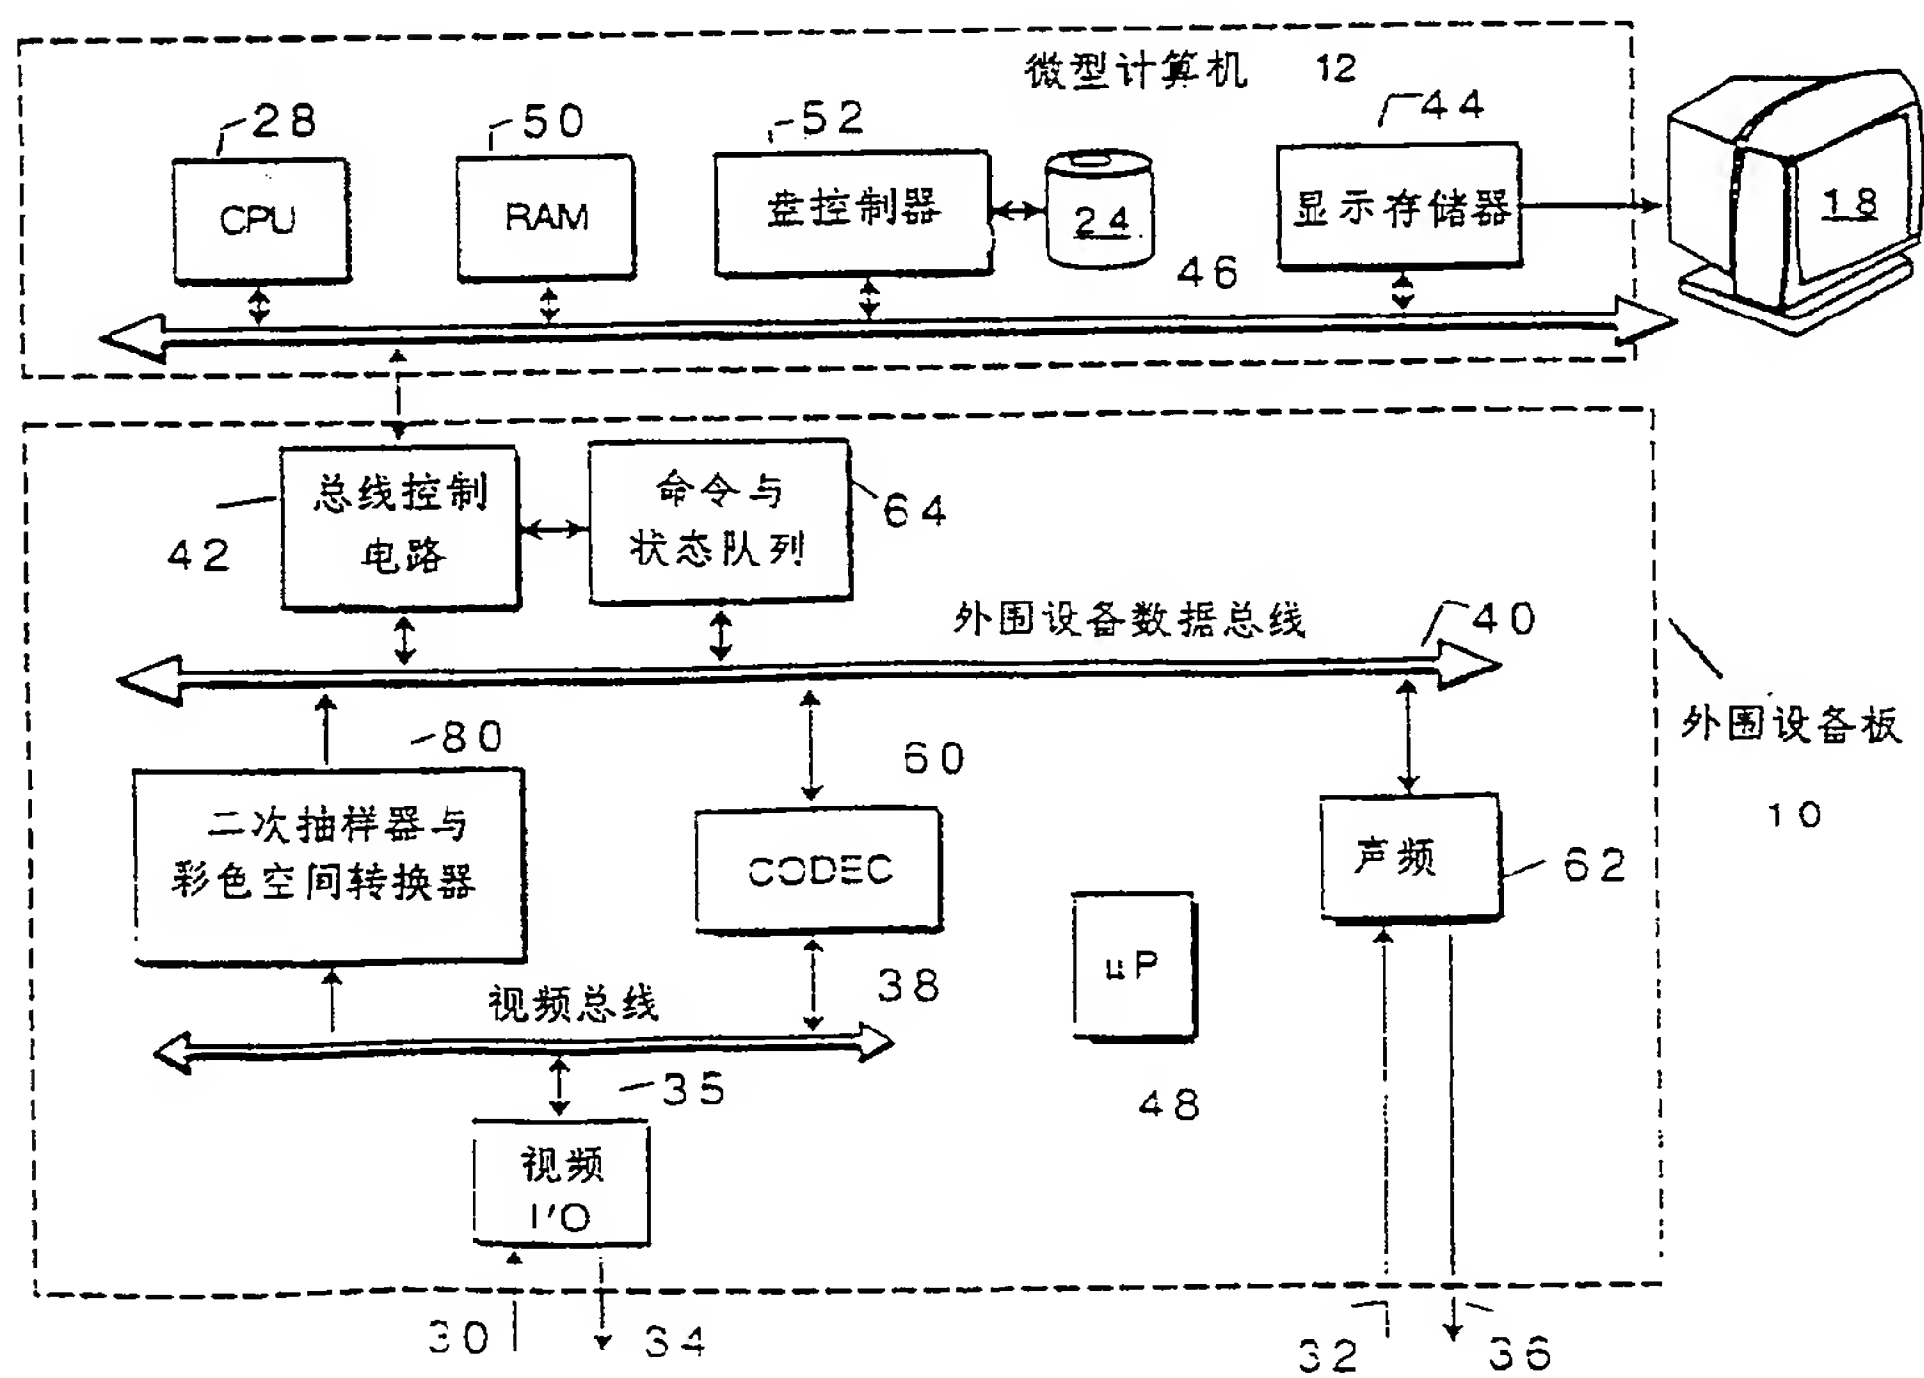 微型计算机 12
28
50
52
44
CPU
RAM
盘控制器
24
显示存储器
18
46
总线控制
电路
42
命令与
状态队列
64
外围设备数据总线
40
外围设备板
10
80
二次抽样器与
彩色空间转换器
60
CODEC
声频
62
μP
48
38
视频总线
35
视频
I/O
30
34
32
36